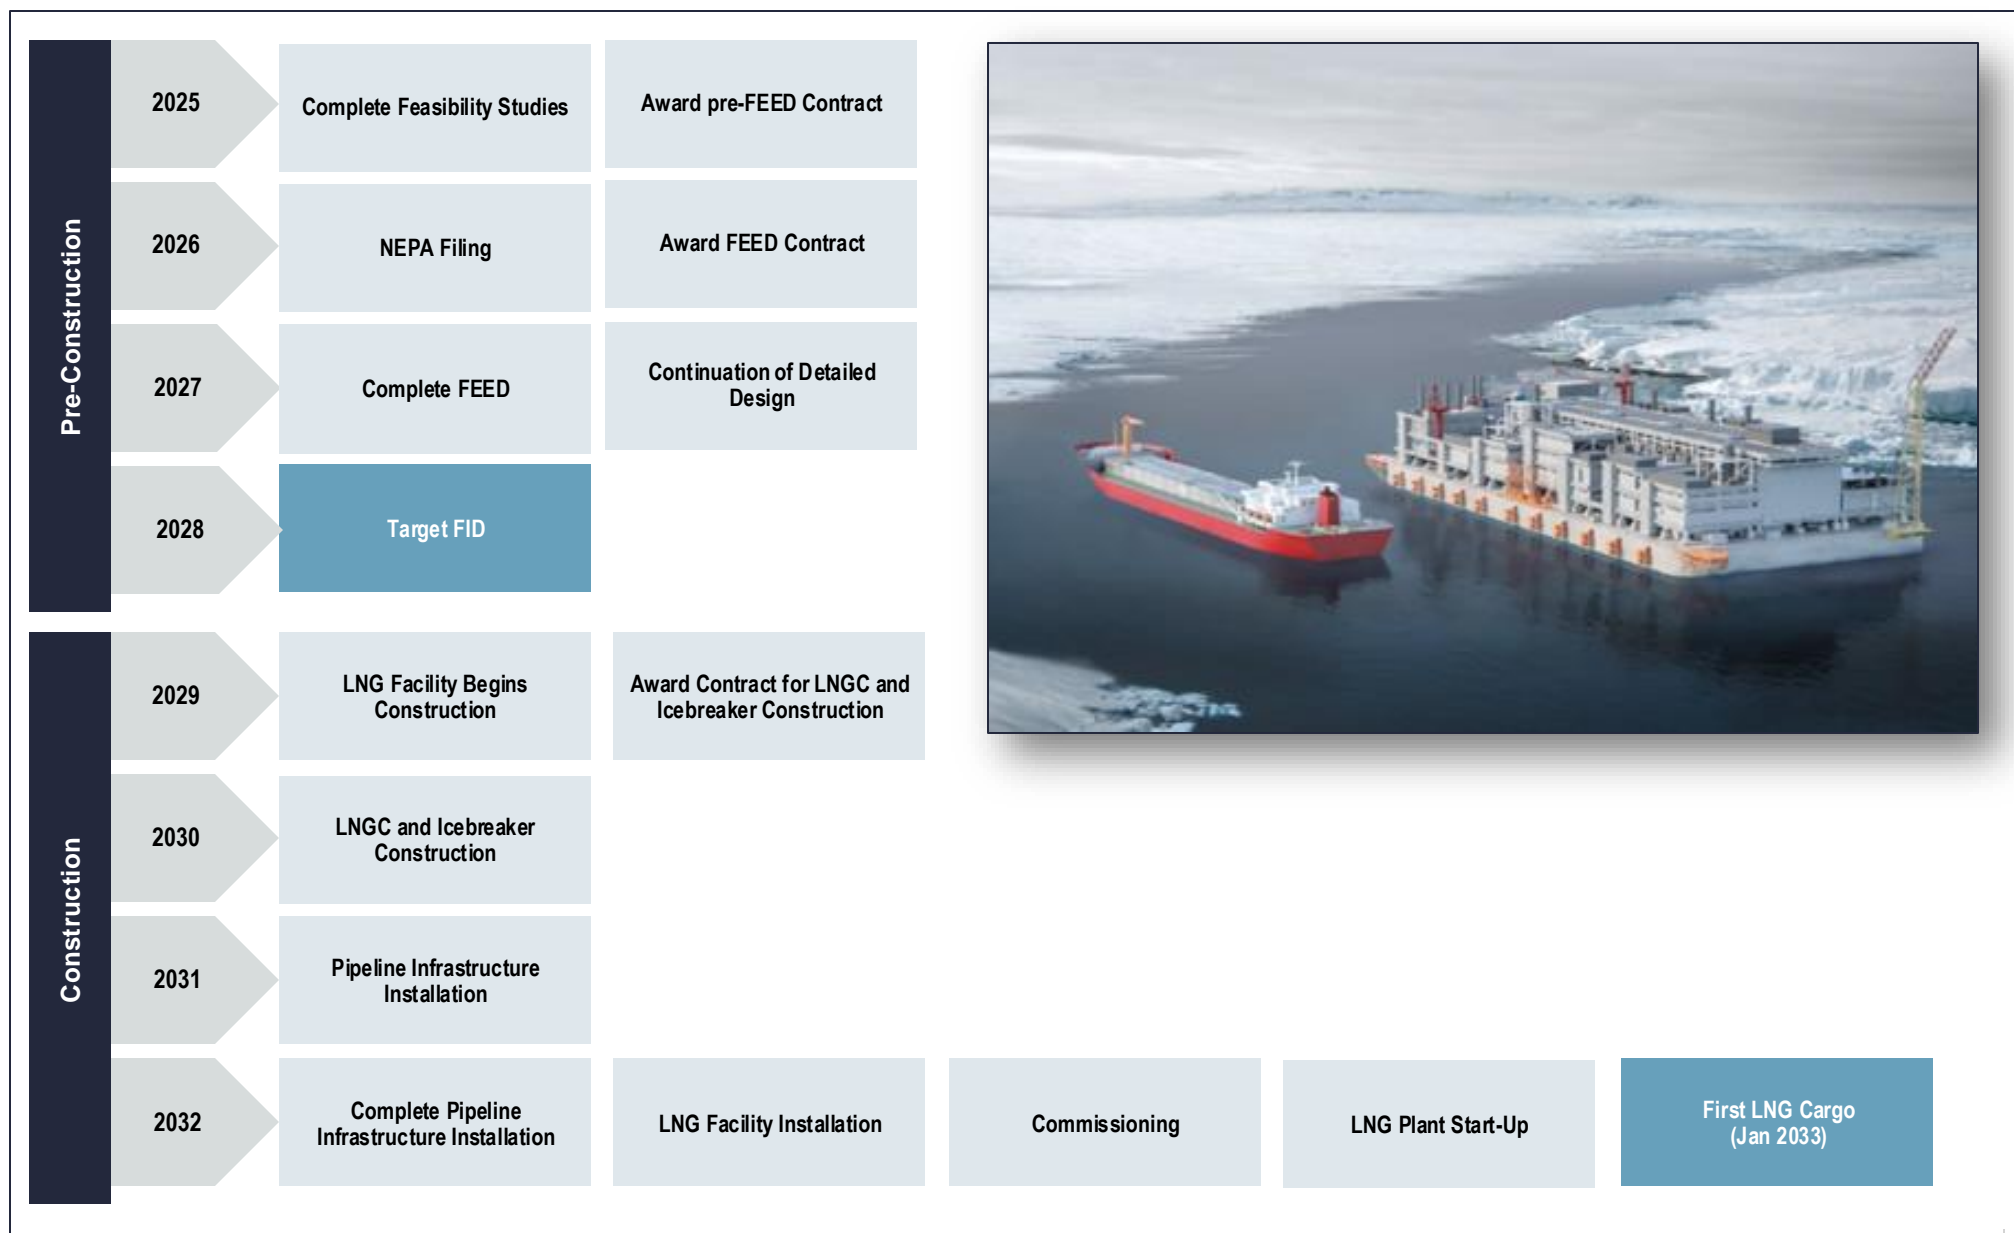 Pre-Construction
2025
Complete Feasibility Studies
Award pre-FEED Contract
2026
NEPA Filing
Award FEED Contract
2027
Complete FEED
Continuation of Detailed
Design
2028
Target FID
Construction
2029
LNG Facility Begins
Construction
Award Contract for LNGC and
Icebreaker Construction
2030
LNGC and Icebreaker
Construction
2031
Pipeline Infrastructure
Installation
2032
Complete Pipeline
Infrastructure Installation
LNG Facility Installation
Commissioning
LNG Plant Start-Up
First LNG Cargo
(Jan 2033)